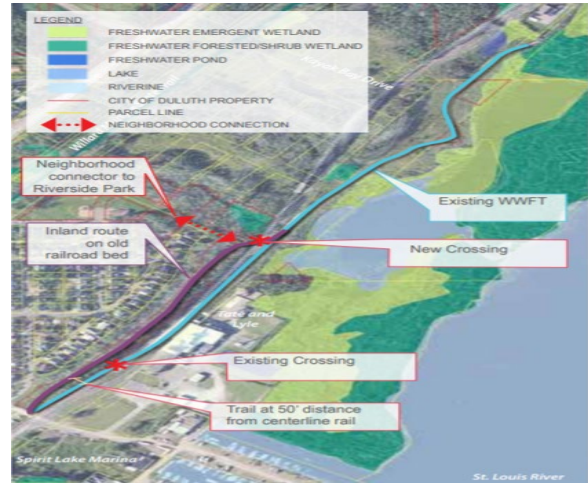 LEGEND
FRESHWATER EMERGENT WETLAND
FRESHWATER FORESTED/SHRUB WETLAND
FRESHWATER POND
LAKE
RIVERINE
CITY OF DULUTH PROPERTY
PARCEL LINE
NEIGHBORHOOD CONNECTION
Neighborhood
connector to
Riverside Park
Existing WWFT
Inland route
on old
railroad bed
New Crossing
Tate and
Lyle
Existing Crossing
Trail at 50' distance
from centerline rail
Spirit Lake Marina
St. Louis River